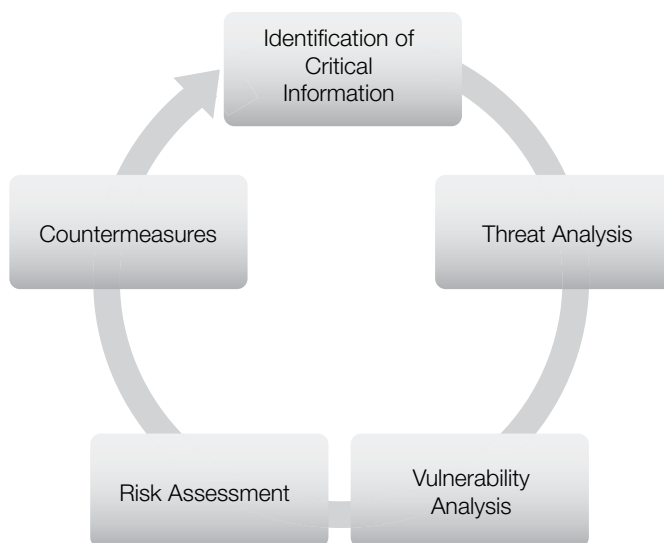 Identification of
Critical
Information
Threat Analysis
Vulnerability
Analysis
Risk Assessment
Countermeasures